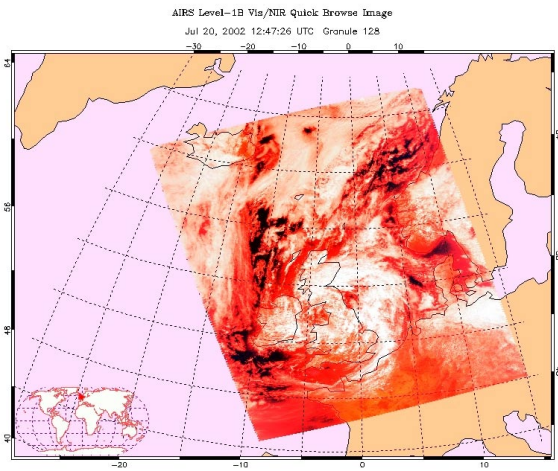 AIRS Level-1B Vis/NIR Quick Browse Image
Jul 20, 2002 12:47:26 UTC Granule 128
-30 -20 -10 0 10
64
56
48
40
-20 -10 0 10